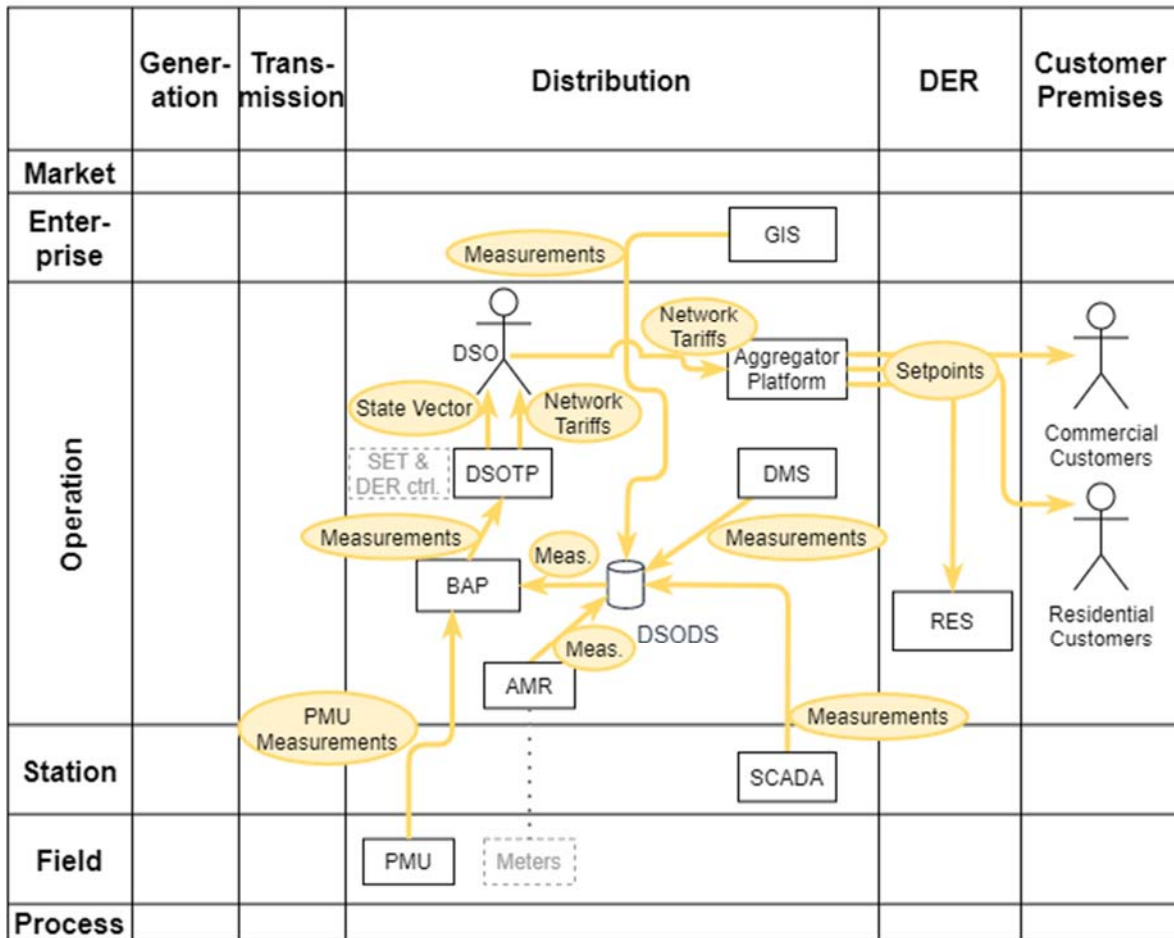 Gener-
ation
Trans-
mission
Distribution
DER
Customer
Premises
Market
Enter-
prise
Measurements
GIS
Operation
DSO
Network
Tariffs
Aggregator
Platform
Setpoints
State Vector
Network
Tariffs
Commercial
Customers
SET &
DER ctrl.
DSOTP
DMS
Measurements
Meas.
Measurements
BAP
DSODS
RES
Residential
Customers
Meas.
AMR
PMU
Measurements
Measurements
Station
SCADA
Field
PMU
Meters
Process